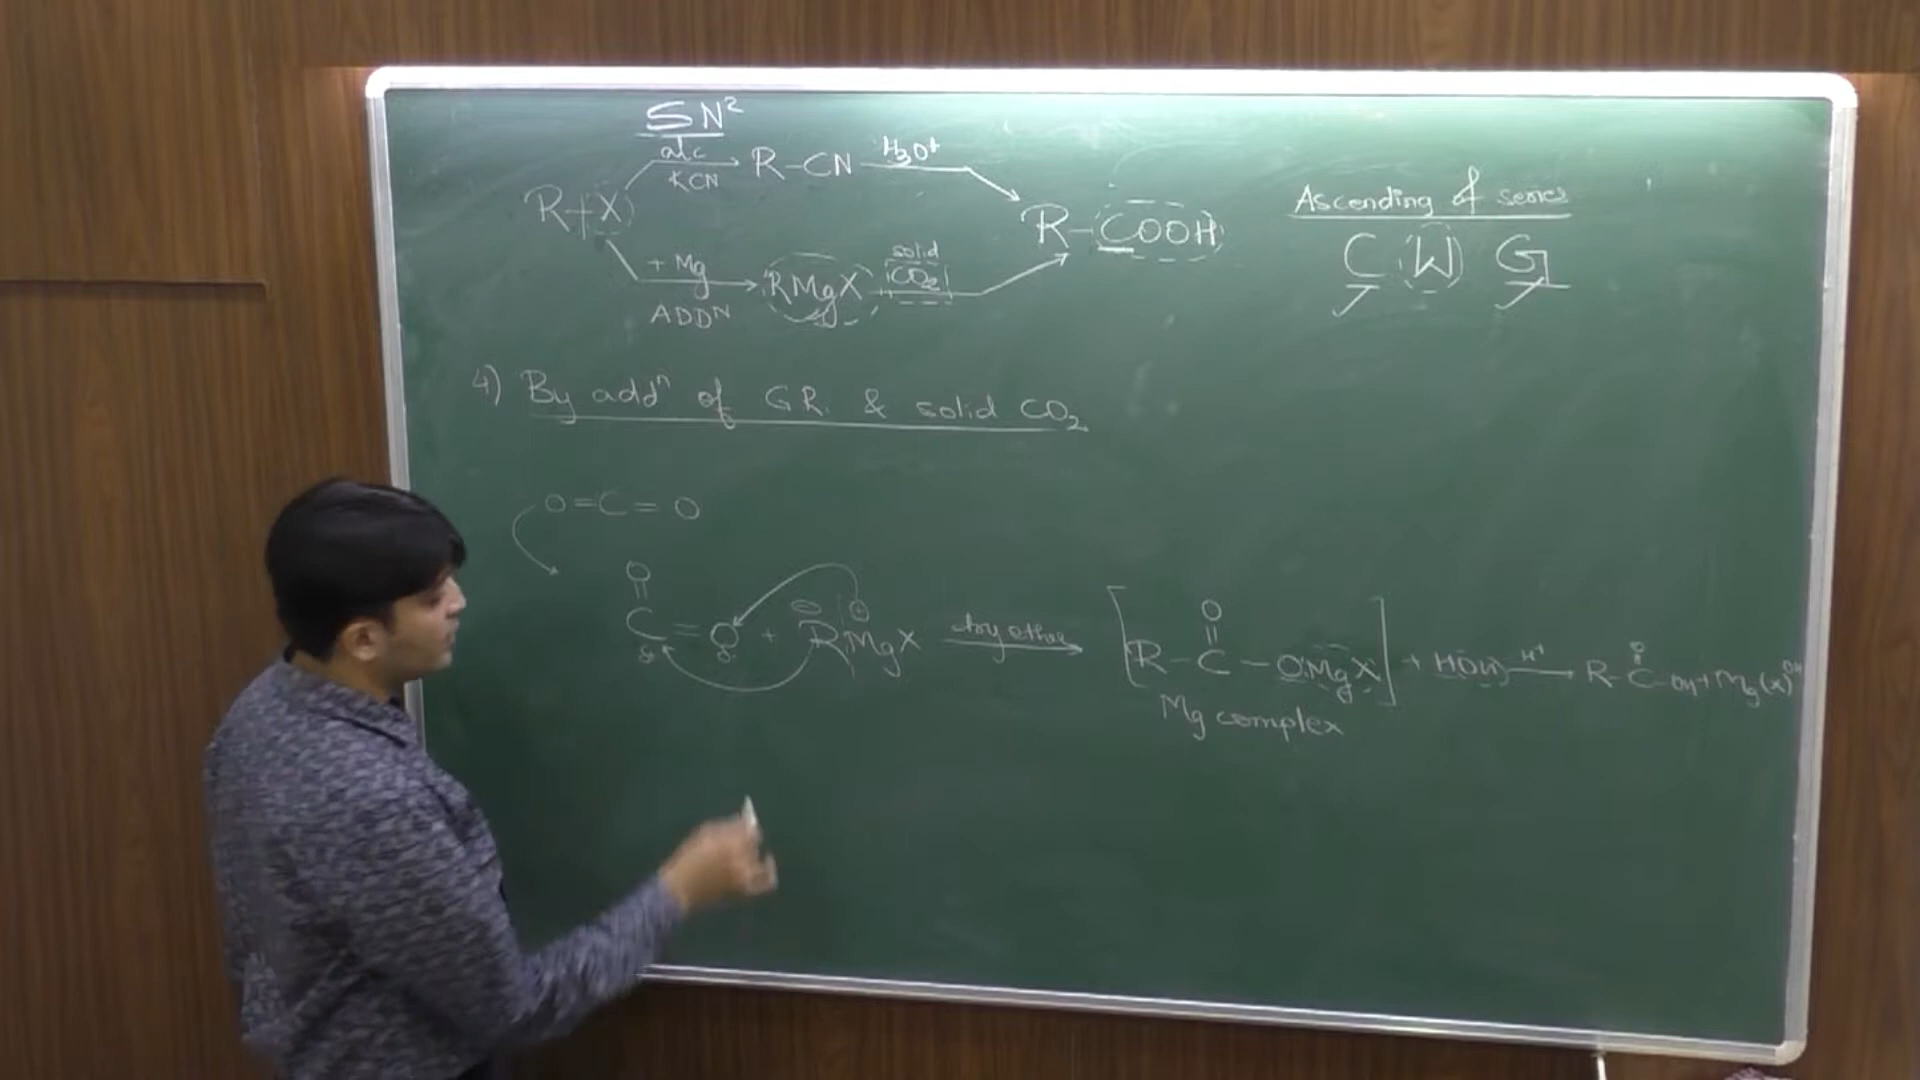 SN²
alc
R-X → R-CN → R-COOH
KCN
H₃O⁺
+ Mg
ADDᴺ
RMgX
solid
CO₂
Ascending of series
C W G
4) By addⁿ of G.R. & solid CO₂
O=C=O
O
||
C = O + R MgX dry ether → [R-C-OMgX] + HOH H⁺ → R-C-OH + Mg(X)OH
⊖ ⊕
O
||
O
||
Mg complex